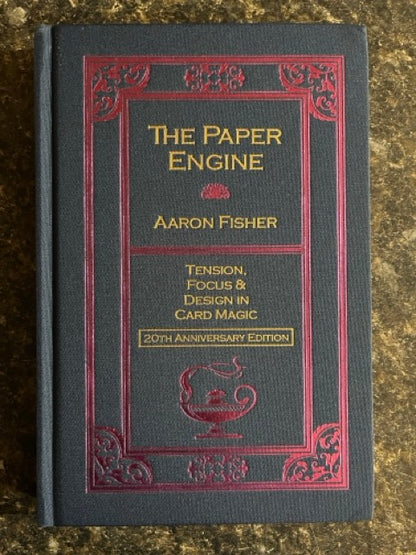 THE PAPER
ENGINE
AARON FISHER
TENSION,
FOCUS &
DESIGN IN
CARD MAGIC
20TH ANNIVERSARY EDITION